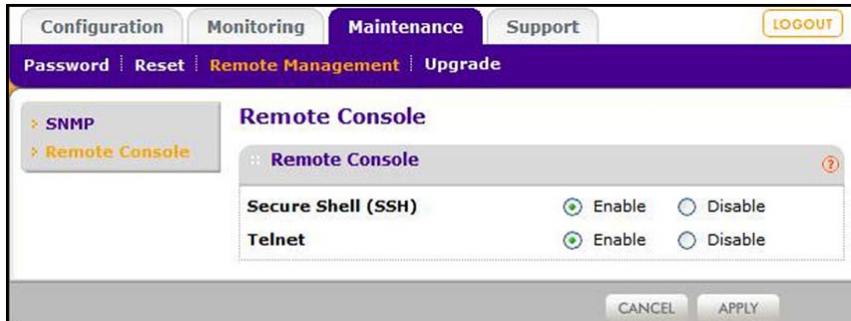 Configuration Monitoring Maintenance Support LOGOUT
Password Reset Remote Management Upgrade
SNMP
Remote Console
Remote Console
Remote Console ?
Secure Shell (SSH) Enable Disable
Telnet Enable Disable
CANCEL APPLY